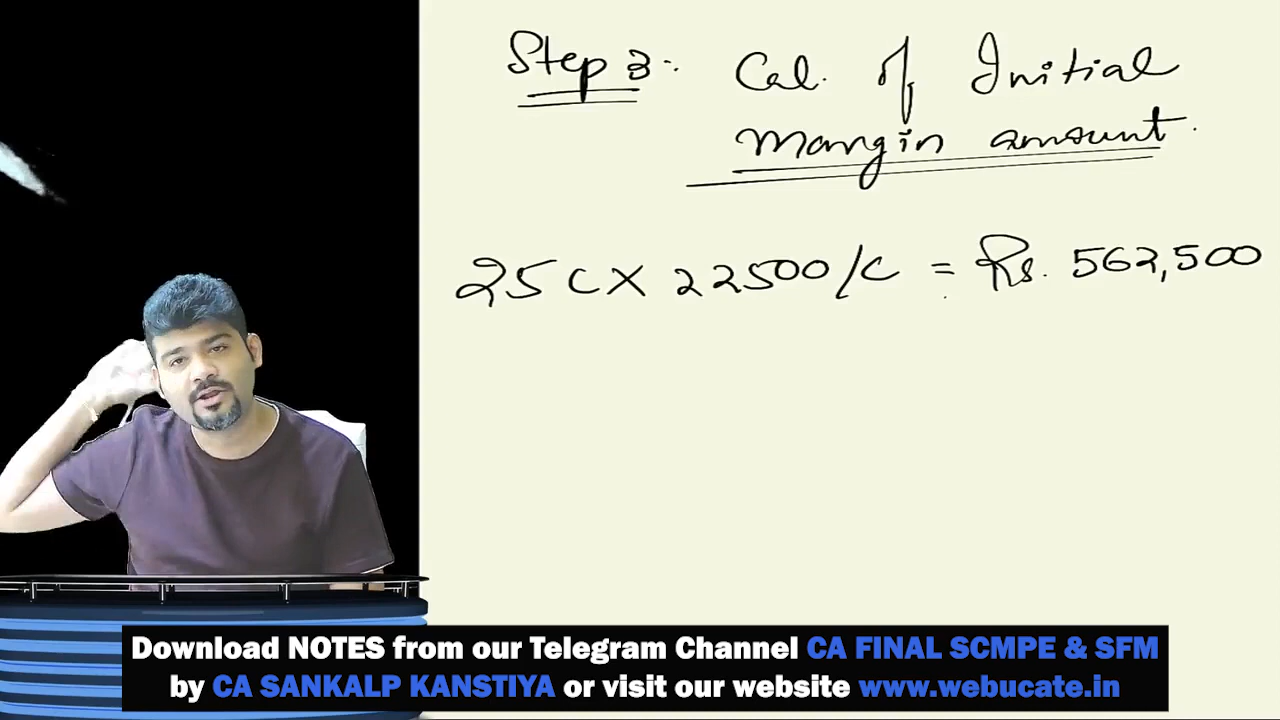 Step 3:- Cal. of Initial
margin amount.
25 C X 22500/C = Rs. 562,500
Download NOTES from our Telegram Channel CA FINAL SCMPE & SFM
by CA SANKALP KANSTIYA or visit our website www.webucate.in